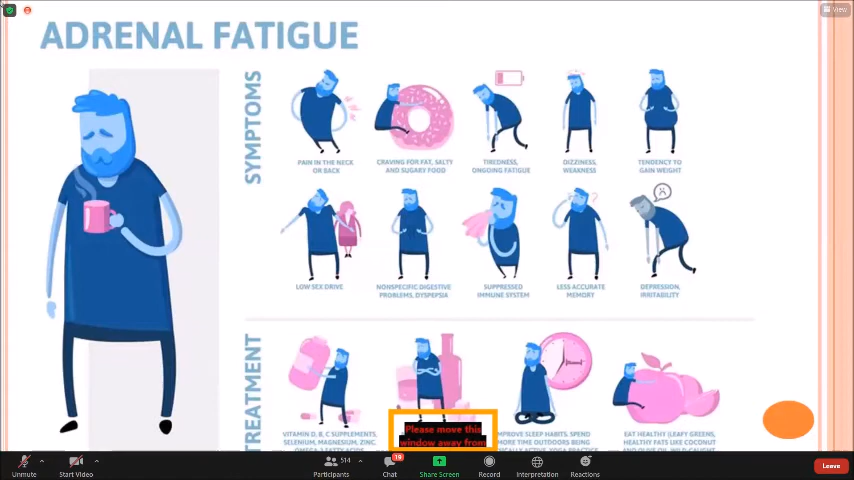 View
ADRENAL FATIGUE
SYMPTOMS
PAIN IN THE NECK
OR BACK
CRAVING FOR FAT, SALTY
AND SUGARY FOOD
TIREDNESS,
ONGOING FATIGUE
DIZZINESS,
WEAKNESS
TENDENCY TO
GAIN WEIGHT
LOW SEX DRIVE
NONSPECIFIC DIGESTIVE
PROBLEMS, DYSPEPSIA
SUPPRESSED
IMMUNE SYSTEM
LESS ACCURATE
MEMORY
DEPRESSION,
IRRITABILITY
TREATMENT
VITAMIN D, B, C SUPPLEMENTS,
SELENIUM, MAGNESIUM, ZINC,
Please move this
window away from
MPROVE SLEEP HABITS, SPEND
MORE TIME OUTDOORS BEING
EAT HEALTHY (LEAFY GREENS,
HEALTHY FATS LIKE COCONUT
Unmute
Start Video
Participants
514
Chat
19
Share Screen
Record
Interpretation
Reactions
Leave